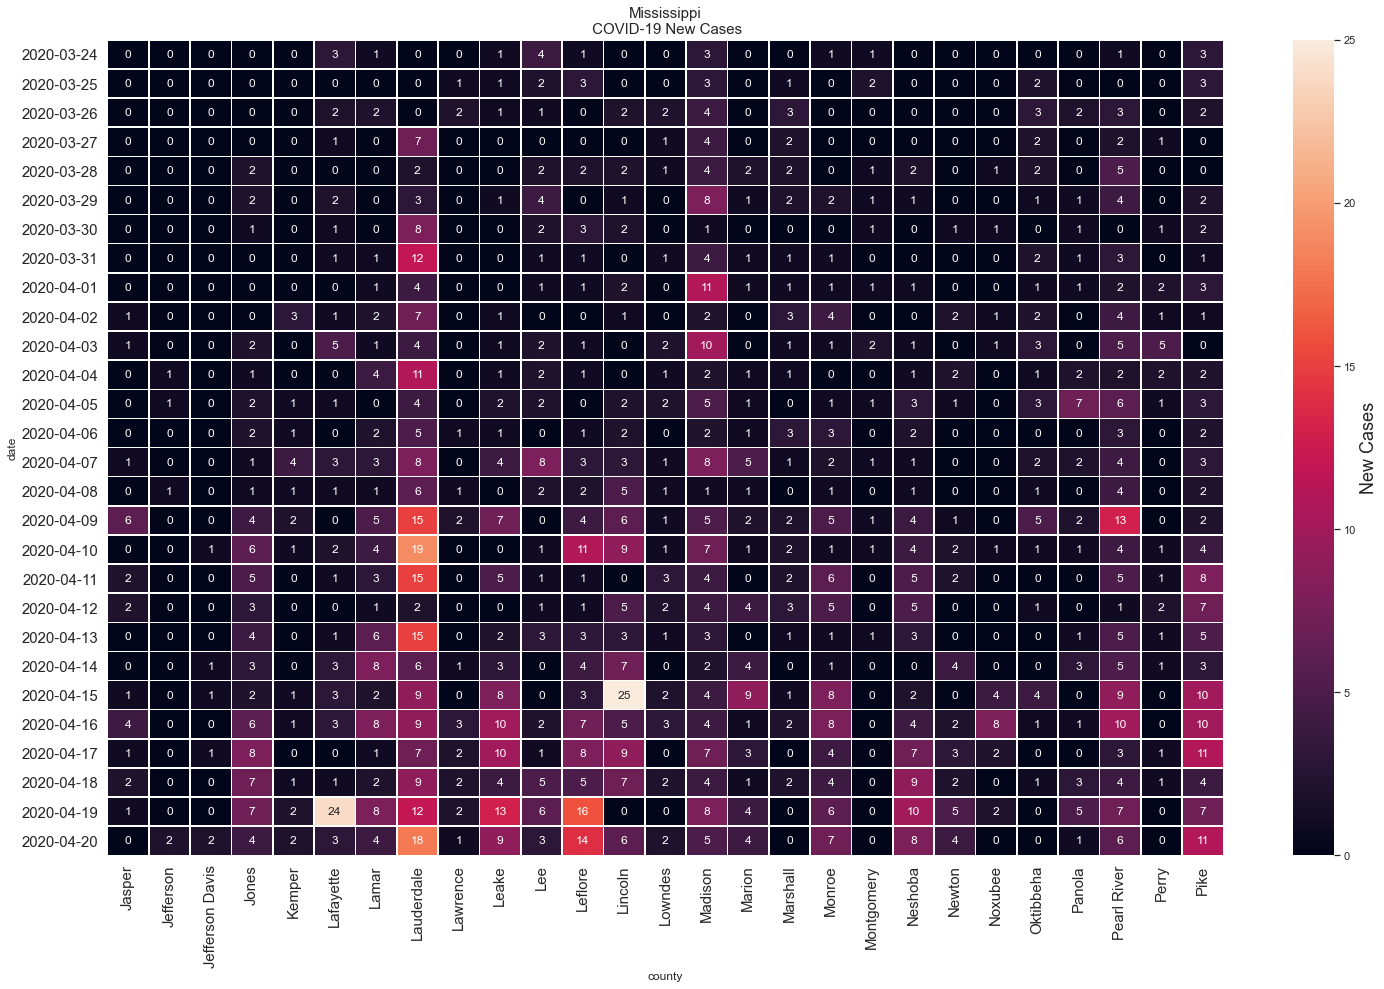 Mississippi
COVID-19 New Cases
2020-03-24 0 0 0 0 0 3 1 0 0 1 4 1 0 0 3 0 0 1 1 0 0 0 0 0 1 0 3
2020-03-25 0 0 0 0 0 0 0 0 1 1 2 3 0 0 3 0 1 0 2 0 0 0 2 0 0 0 3
2020-03-26 0 0 0 0 0 2 2 0 2 1 1 0 2 2 4 0 3 0 0 0 0 0 3 2 3 0 2
2020-03-27 0 0 0 0 0 1 0 7 0 0 0 0 0 1 4 0 2 0 0 0 0 0 2 0 2 1 0
2020-03-28 0 0 0 2 0 0 0 2 0 0 2 2 2 1 4 2 2 0 1 2 0 1 2 0 5 0 0
2020-03-29 0 0 0 2 0 2 0 3 0 1 4 0 1 0 8 1 2 2 1 1 0 0 1 1 4 0 2
2020-03-30 0 0 0 1 0 1 0 8 0 0 2 3 2 0 1 0 0 0 1 0 1 1 0 1 0 1 2
2020-03-31 0 0 0 0 0 1 1 12 0 0 1 1 0 1 4 1 1 1 0 0 0 0 2 1 3 0 1
2020-04-01 0 0 0 0 0 0 1 4 0 0 1 1 2 0 11 1 1 1 1 1 0 0 1 1 2 2 3
2020-04-02 1 0 0 0 3 1 2 7 0 1 0 0 1 0 2 0 3 4 0 0 2 1 2 0 4 1 1
2020-04-03 1 0 0 2 0 5 1 4 0 1 2 1 0 2 10 0 1 1 2 1 0 1 3 0 5 5 0
2020-04-04 0 1 0 1 0 0 4 11 0 1 2 1 0 1 2 1 1 0 0 1 2 0 1 2 2 2 2
2020-04-05 0 1 0 2 1 1 0 4 0 2 2 0 2 2 5 1 0 1 1 3 1 0 3 7 6 1 3
2020-04-06 0 0 0 2 1 0 2 5 1 1 0 1 2 0 2 1 3 3 0 2 0 0 0 0 3 0 2
2020-04-07 1 0 0 1 4 3 3 8 0 4 8 3 3 1 8 5 1 2 1 1 0 0 2 2 4 0 3
2020-04-08 0 1 0 1 1 1 1 6 1 0 2 2 5 1 1 1 0 1 0 1 0 0 1 0 4 0 2
2020-04-09 6 0 0 4 2 0 5 15 2 7 0 4 6 1 5 2 2 5 1 4 1 0 5 2 13 0 2
2020-04-10 0 0 1 6 1 2 4 19 0 0 1 11 9 1 7 1 2 1 1 4 2 1 1 1 4 1 4
2020-04-11 2 0 0 5 0 1 3 15 0 5 1 1 0 3 4 0 2 6 0 5 2 0 0 0 5 1 8
2020-04-12 2 0 0 3 0 0 1 2 0 0 1 1 5 2 4 4 3 5 0 5 0 0 1 0 1 2 7
2020-04-13 0 0 0 4 0 1 6 15 0 2 3 3 3 1 3 0 1 1 1 3 0 0 0 1 5 1 5
2020-04-14 0 0 1 3 0 3 8 6 1 3 0 4 7 0 2 4 0 1 0 0 4 0 0 3 5 1 3
2020-04-15 1 0 1 2 1 3 2 9 0 8 0 3 25 2 4 9 1 8 0 2 0 4 4 0 9 0 10
2020-04-16 4 0 0 6 1 3 8 9 3 10 2 7 5 3 4 1 2 8 0 4 2 8 1 1 10 0 10
2020-04-17 1 0 1 8 0 0 1 7 2 10 1 8 9 0 7 3 0 4 0 7 3 2 0 0 3 1 11
2020-04-18 2 0 0 7 1 1 2 9 2 4 5 5 7 2 4 1 2 4 0 9 2 0 1 3 4 1 4
2020-04-19 1 0 0 7 2 24 8 12 2 13 6 16 0 0 8 4 0 6 0 10 5 2 0 5 7 0 7
2020-04-20 0 2 2 4 2 3 4 18 1 9 3 14 6 2 5 4 0 7 0 8 4 0 0 1 6 0 11
date
Jasper
Jefferson
Jefferson Davis
Jones
Kemper
Lafayette
Lamar
Lauderdale
Lawrence
Leake
Lee
Leflore
Lincoln
Lowndes
Madison
Marion
Marshall
Monroe
Montgomery
Neshoba
Newton
Noxubee
Oktibbeha
Panola
Pearl River
Perry
Pike
county
25
20
15
10
5
0
New Cases